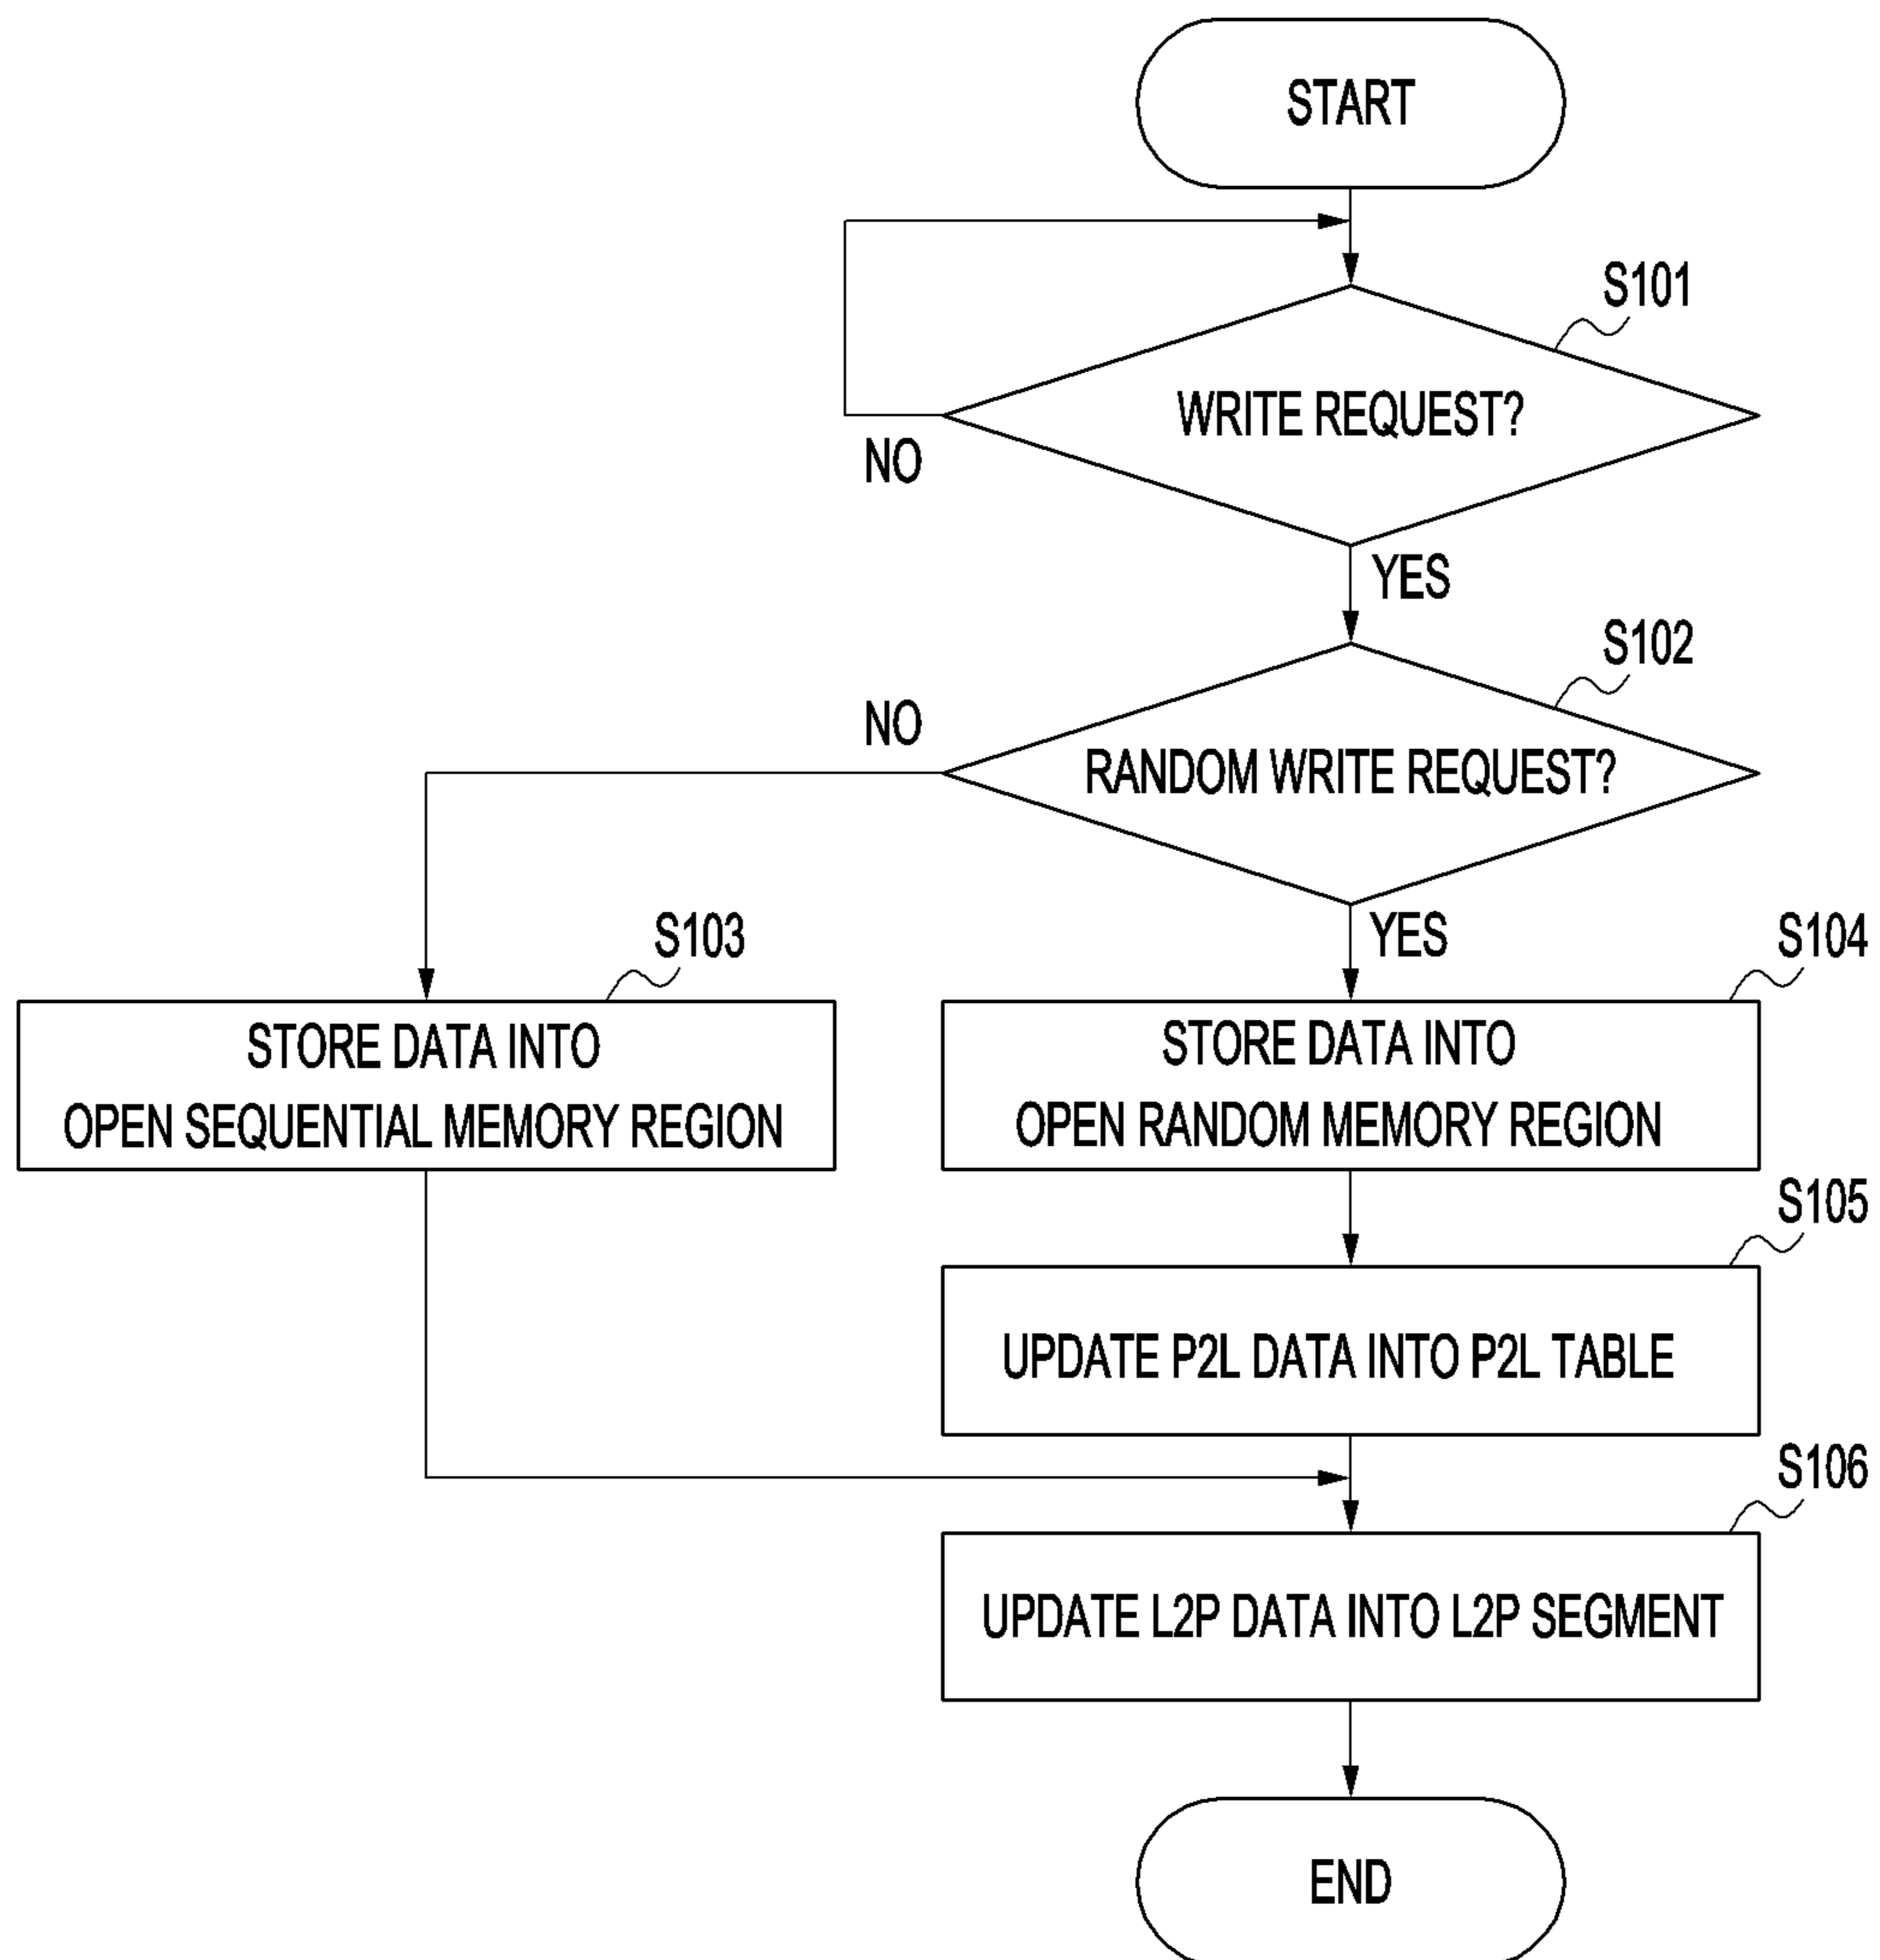 START
S101
WRITE REQUEST?
NO
YES
S102
NO
RANDOM WRITE REQUEST?
YES
S103
S104
STORE DATA INTO
OPEN SEQUENTIAL MEMORY REGION
STORE DATA INTO
OPEN RANDOM MEMORY REGION
S105
UPDATE P2L DATA INTO P2L TABLE
S106
UPDATE L2P DATA INTO L2P SEGMENT
END